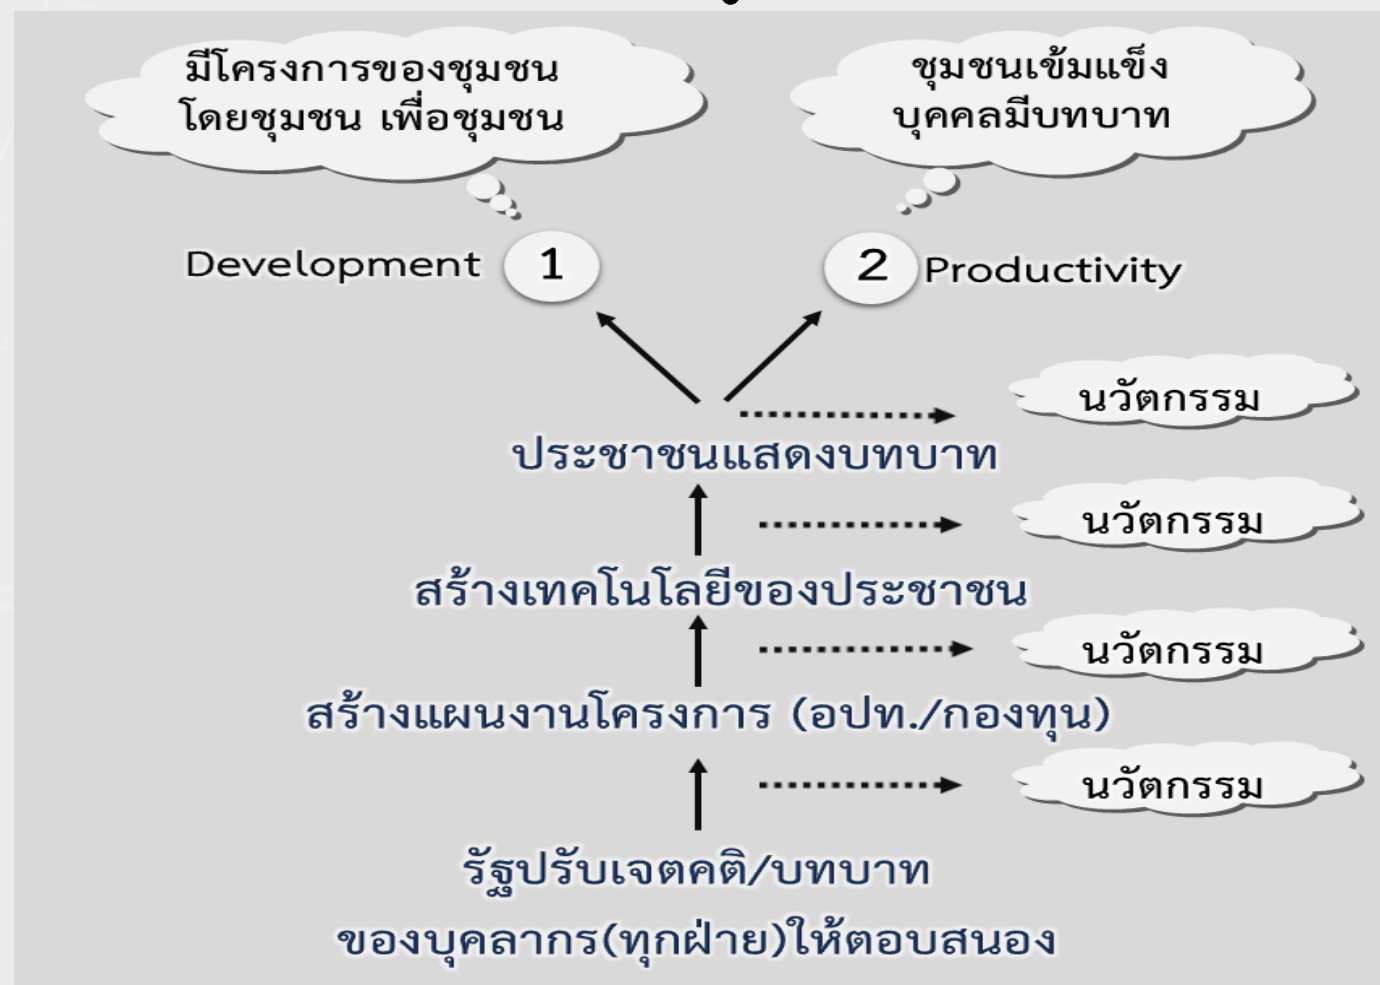 มีโครงการของชุมชน
โดยชุมชน เพื่อชุมชน
ชุมชนเข้มแข็ง
บุคคลมีบทบาท
Development 1
2 Productivity
นวัตกรรม
ประชาชนแสดงบทบาท
นวัตกรรม
สร้างเทคโนโลยีของประชาชน
นวัตกรรม
สร้างแผนงานโครงการ (อปท./กองทุน)
นวัตกรรม
รัฐปรับเจตคติ/บทบาท
ของบุคลากร(ทุกฝ่าย)ให้ตอบสนอง